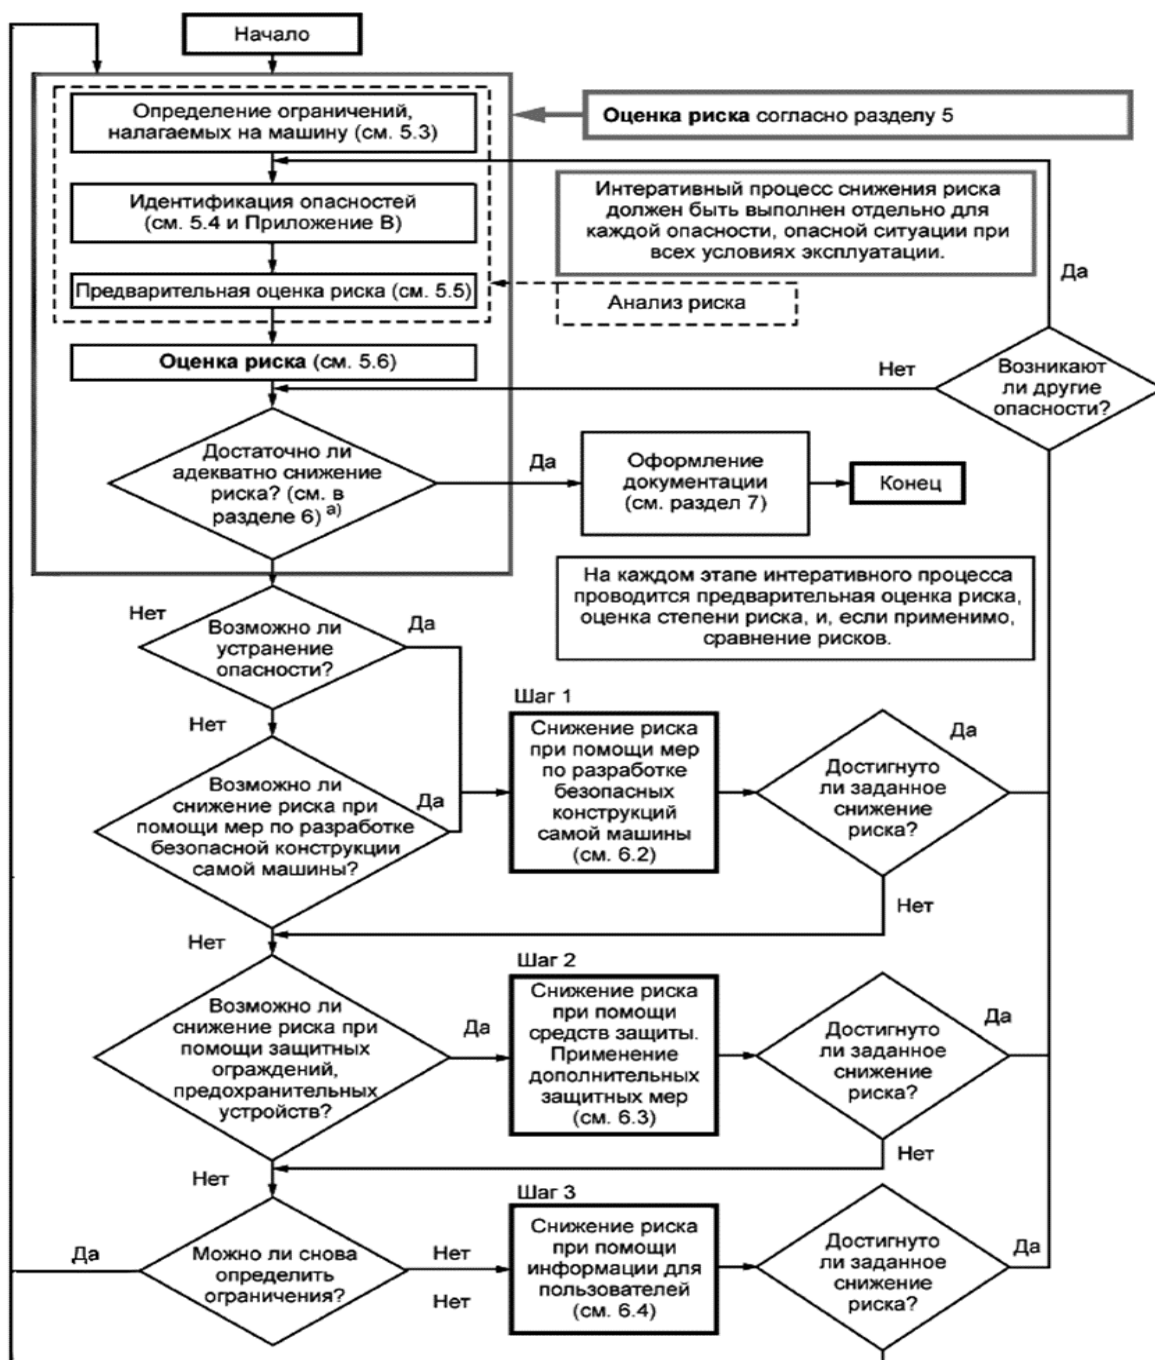 Начало
Определение ограничений,
налагаемых на машину (см. 5.3)
Оценка риска согласно разделу 5
Идентификация опасностей
(см. 5.4 и Приложение В)
Интеративный процесс снижения риска
должен быть выполнен отдельно для
каждой опасности, опасной ситуации при
всех условиях эксплуатации.
Да
Предварительная оценка риска (см. 5.5)
Анализ риска
Оценка риска (см. 5.6)
Нет
Возникают
ли другие
опасности?
Достаточно ли
адекватно снижение
риска? (см. в
разделе 6) а)
Да
Оформление
документации
(см. раздел 7)
Конец
На каждом этапе интеративного процесса
проводится предварительная оценка риска,
оценка степени риска, и, если применимо,
сравнение рисков.
Нет
Возможно ли
устранение
опасности?
Да
Нет
Шаг 1
Возможно ли
снижение риска при
помощи мер по разработке
безопасной конструкции
самой машины?
Да
Снижение риска
при помощи мер
по разработке
безопасных
конструкций
самой машины
(см. 6.2)
Достигнуто
ли заданное
снижение
риска?
Да
Нет
Нет
Шаг 2
Возможно ли
снижение риска при
помощи защитных
ограждений,
предохранительных
устройств?
Да
Снижение риска
при помощи
средств защиты.
Применение
дополнительных
защитных мер
(см. 6.3)
Достигнуто
ли заданное
снижение
риска?
Да
Нет
Нет
Шаг 3
Да
Можно ли снова
определить
ограничения?
Нет
Нет
Снижение риска
при помощи
информации для
пользователей
(см. 6.4)
Достигнуто
ли заданное
снижение
риска?
Да